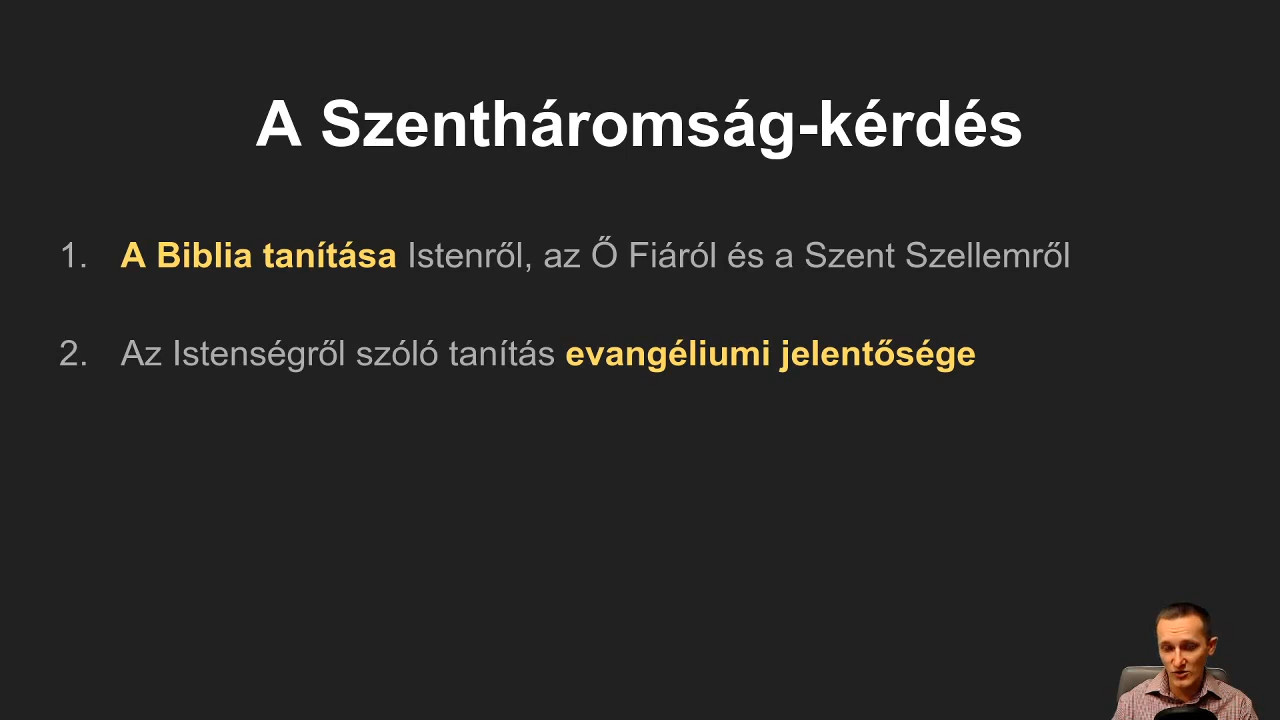 A Szentháromság-kérdés
1. A Biblia tanítása Istenről, az Ő Fiáról és a Szent Szellemről
2. Az Istenségről szóló tanítás evangéliumi jelentősége